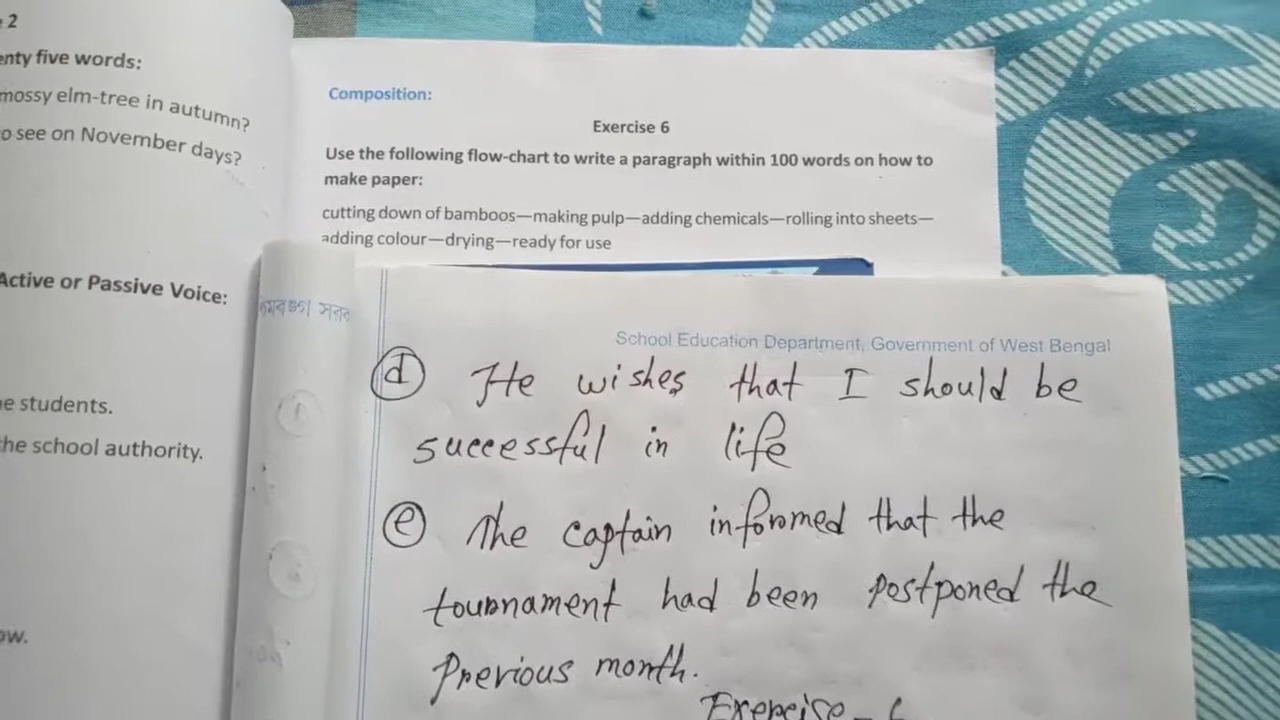 2
enty five words:
mossy elm-tree in autumn?
o see on November days?
Active or Passive Voice:
e students.
the school authority.
ow.
Composition:
Exercise 6
Use the following flow-chart to write a paragraph within 100 words on how to
make paper:
cutting down of bamboos—making pulp—adding chemicals—rolling into sheets—
adding colour—drying—ready for use
School Education Department, Government of West Bengal
d He wishes that I should be
successful in life
e The captain informed that the
tournament had been postponed the
Previous month.
Exercise - 6